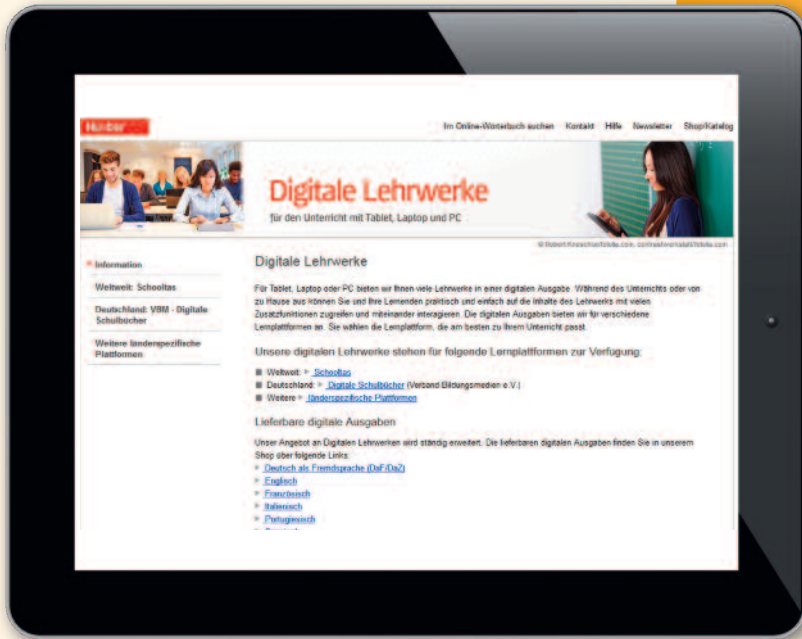 Hueber
Im Online-Wörterbuch suchen Kontakt Hilfe Newsletter Shop/Katalog
Digitale Lehrwerke
für den Unterricht mit Tablet, Laptop und PC
Information
Weltweit: Schooltas
Deutschland: VBM - Digitale
Schulbücher
Weitere länderspezifische
Plattformen
Digitale Lehrwerke
Für Tablet, Laptop oder PC bieten wir Ihnen viele Lehrwerke in einer digitalen Ausgabe. Während des Unterrichts oder von
zu Hause aus können Sie und Ihre Lernenden praktisch und einfach auf die Inhalte des Lehrwerks mit vielen
Zusatzfunktionen zugreifen und miteinander interagieren. Die digitalen Ausgaben bieten wir für verschiedene
Lernplattformen an. Sie wählen die Lernplattform, die am besten zu Ihrem Unterricht passt.
Unsere digitalen Lehrwerke stehen für folgende Lernplattformen zur Verfügung:
Weltweit: Schooltas
Deutschland: Digitale Schulbücher (Verband Bildungsmedien e.V.)
Weitere länderspezifische Plattformen
Lieferbare digitale Ausgaben
Unser Angebot an Digitalen Lehrwerken wird ständig erweitert. Die lieferbaren digitalen Ausgaben finden Sie in unserem
Shop über folgende Links:
Deutsch als Fremdsprache (DaF/DaZ)
Englisch
Französisch
Italienisch
Portugiesisch